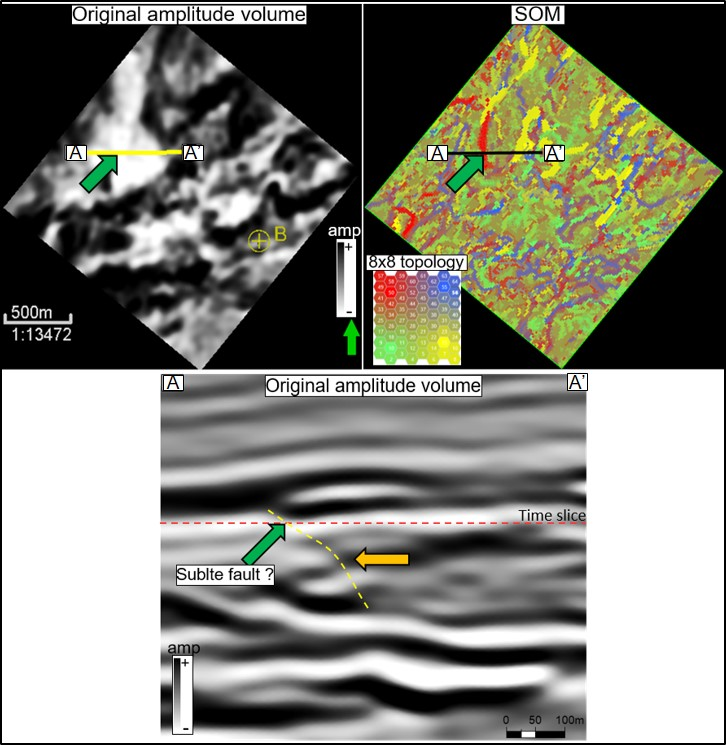 Original amplitude volume
SOM
A
A'
A
A'
B
amp
+
-
8x8 topology
500m
1:13472
A
Original amplitude volume
A'
Time slice
Sublte fault ?
amp
+
-
0 50 100m